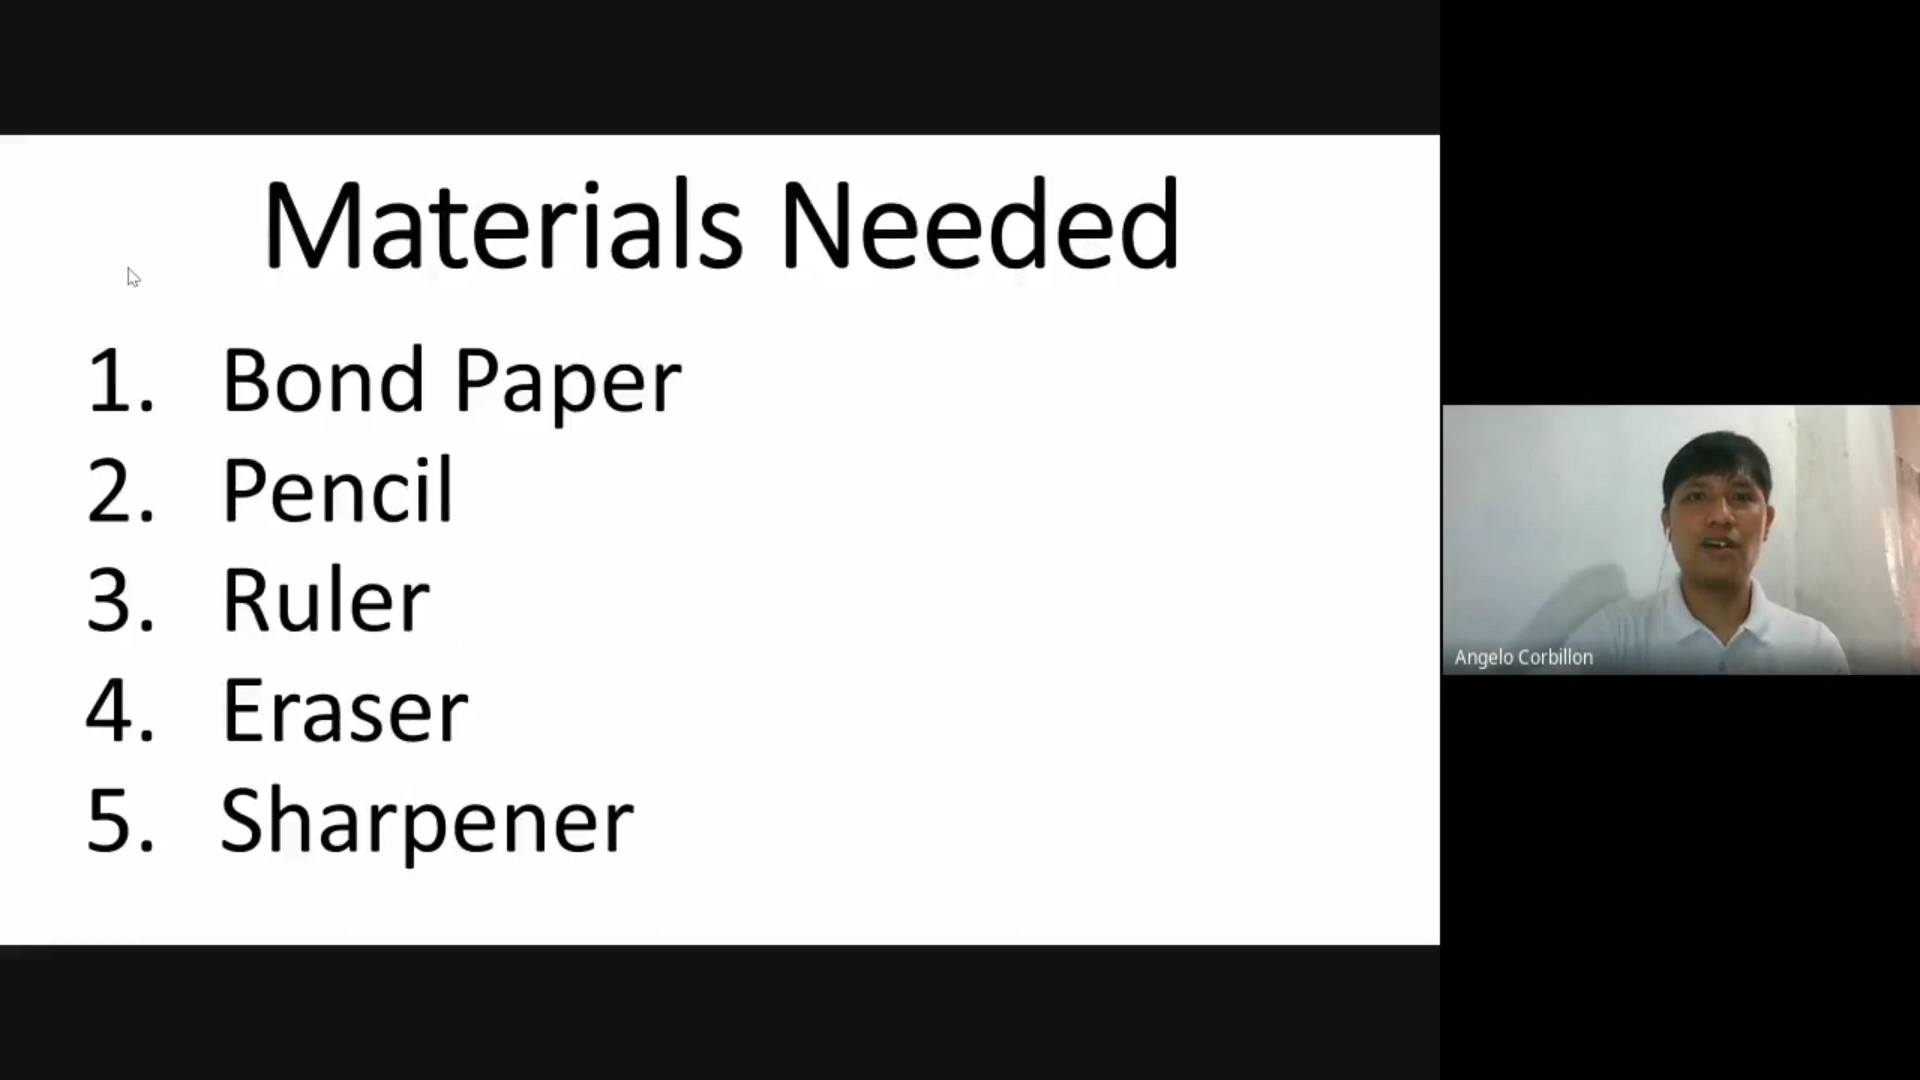 Materials Needed
1. Bond Paper
2. Pencil
3. Ruler
4. Eraser
5. Sharpener
Angelo Corbillon